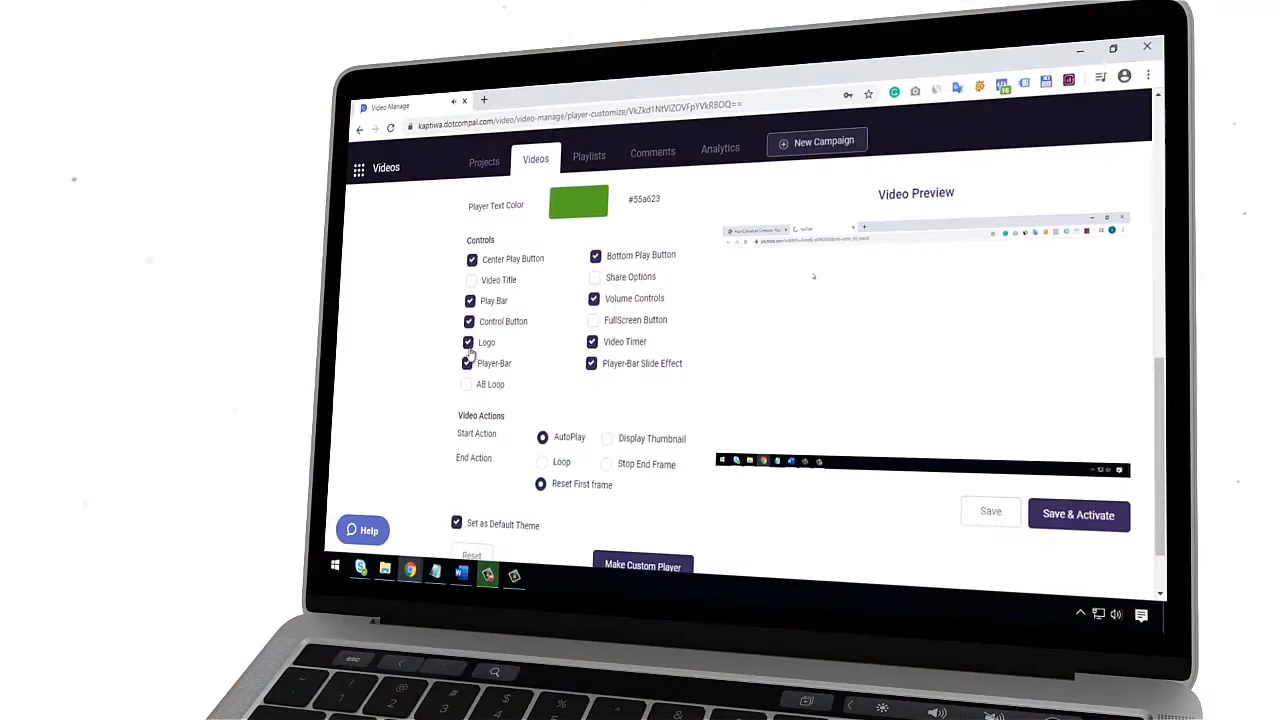 Video Manage
kaptiwa.dotcompal.com/video/video-manage/player-customize/VkZkd1NtVlZOVFpYVkRBOQ==
Videos
Projects
Videos
Playlists
Comments
Analytics
New Campaign
Player Text Color
#55a623
Video Preview
Controls
Center Play Button
Bottom Play Button
Video Title
Share Options
Play Bar
Volume Controls
Control Button
FullScreen Button
Logo
Video Timer
Player-Bar
Player-Bar Slide Effect
AB Loop
Video Actions
Start Action
AutoPlay
Display Thumbnail
End Action
Loop
Stop End Frame
Reset First frame
Save
Save & Activate
Set as Default Theme
Help
Reset
Make Custom Player
esc